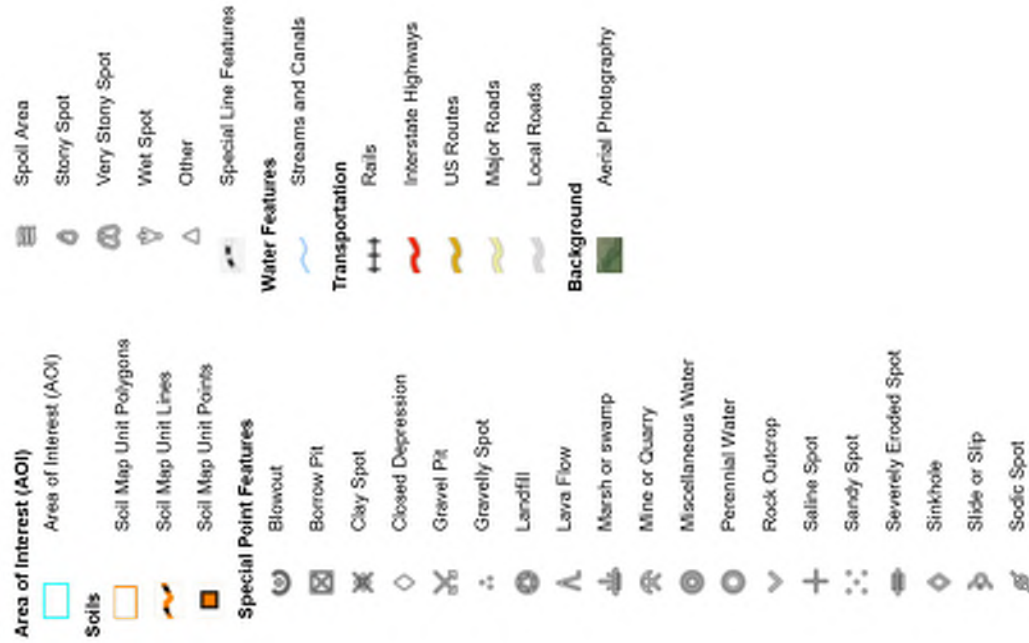 Area of Interest (AOI)
Area of Interest (AOI)
Soils
Soil Map Unit Polygons
Soil Map Unit Lines
Soil Map Unit Points
Special Point Features
Blowout
Borrow Pit
Clay Spot
Closed Depression
Gravel Pit
Gravelly Spot
Landfill
Lava Flow
Marsh or swamp
Mine or Quarry
Miscellaneous Water
Perennial Water
Rock Outcrop
Saline Spot
Sandy Spot
Severely Eroded Spot
Sinkhole
Slide or Slip
Sodic Spot
Spoil Area
Stony Spot
Very Stony Spot
Wet Spot
Other
Special Line Features
Water Features
Streams and Canals
Transportation
Rails
Interstate Highways
US Routes
Major Roads
Local Roads
Background
Aerial Photography